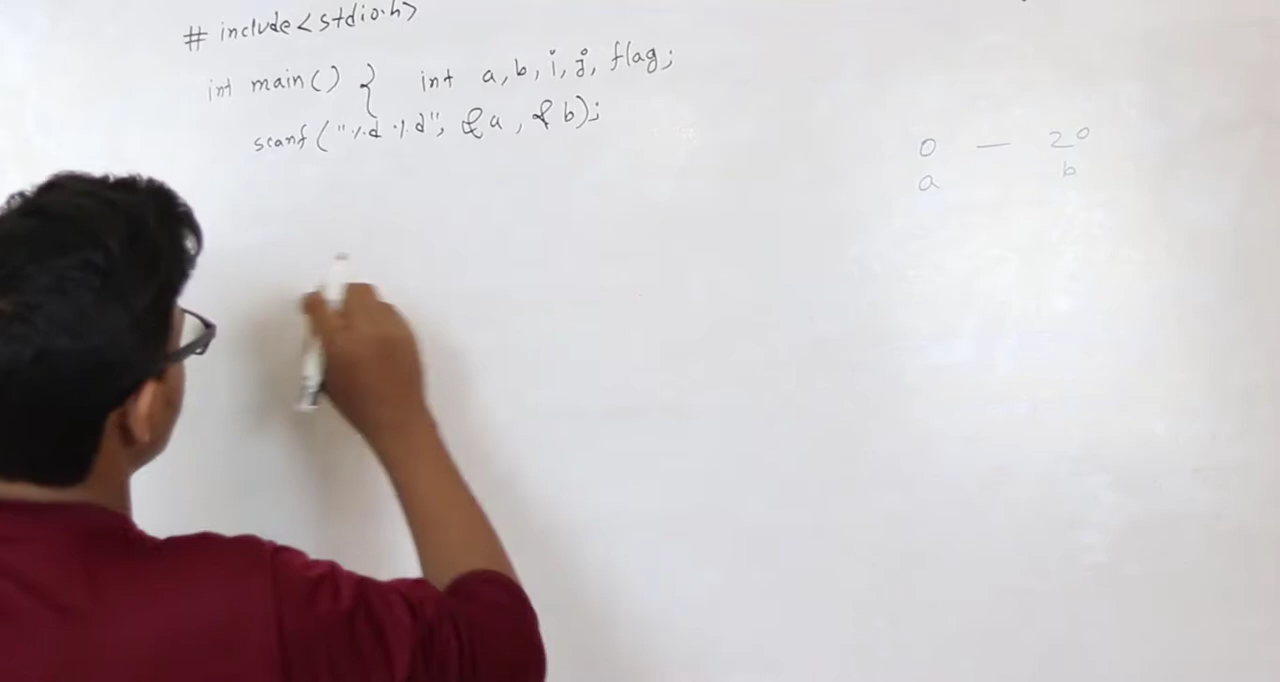 # include<stdio.h>
int main() } int a, b, i, j, flag;
scanf("%d %d", &a, &b);
0 — 20
a b